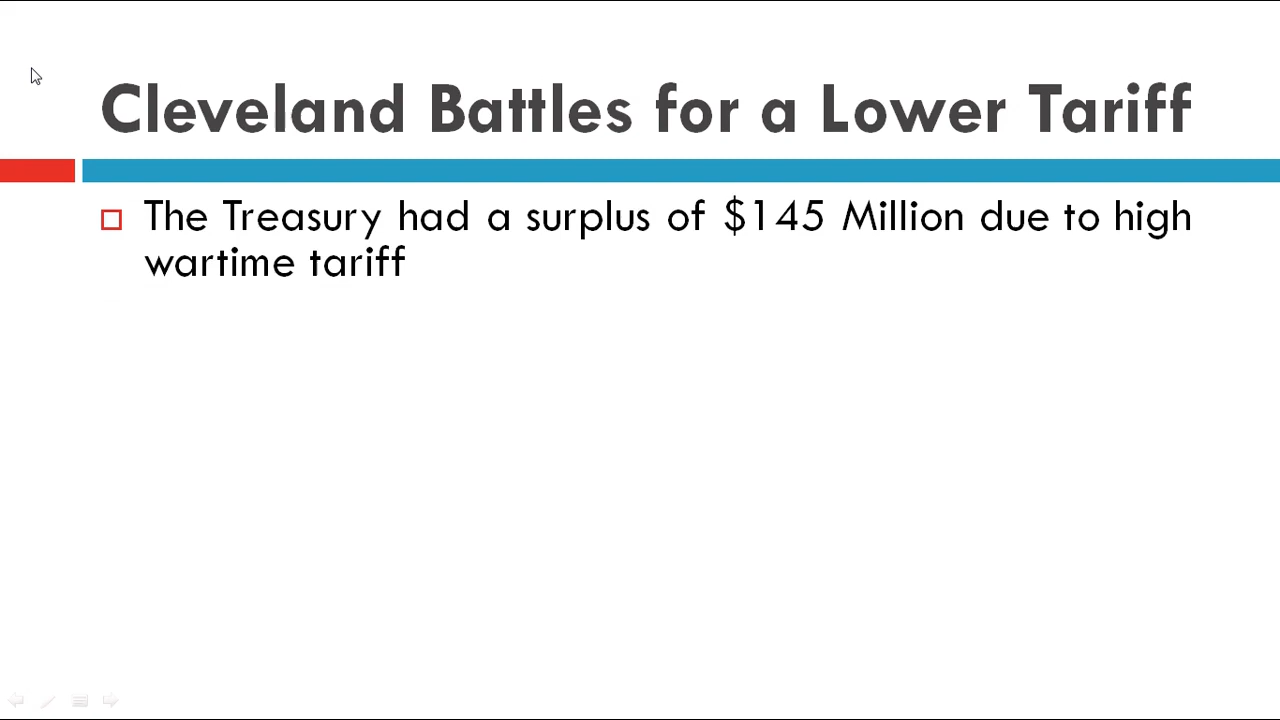 Cleveland Battles for a Lower Tariff
The Treasury had a surplus of $145 Million due to high
wartime tariff